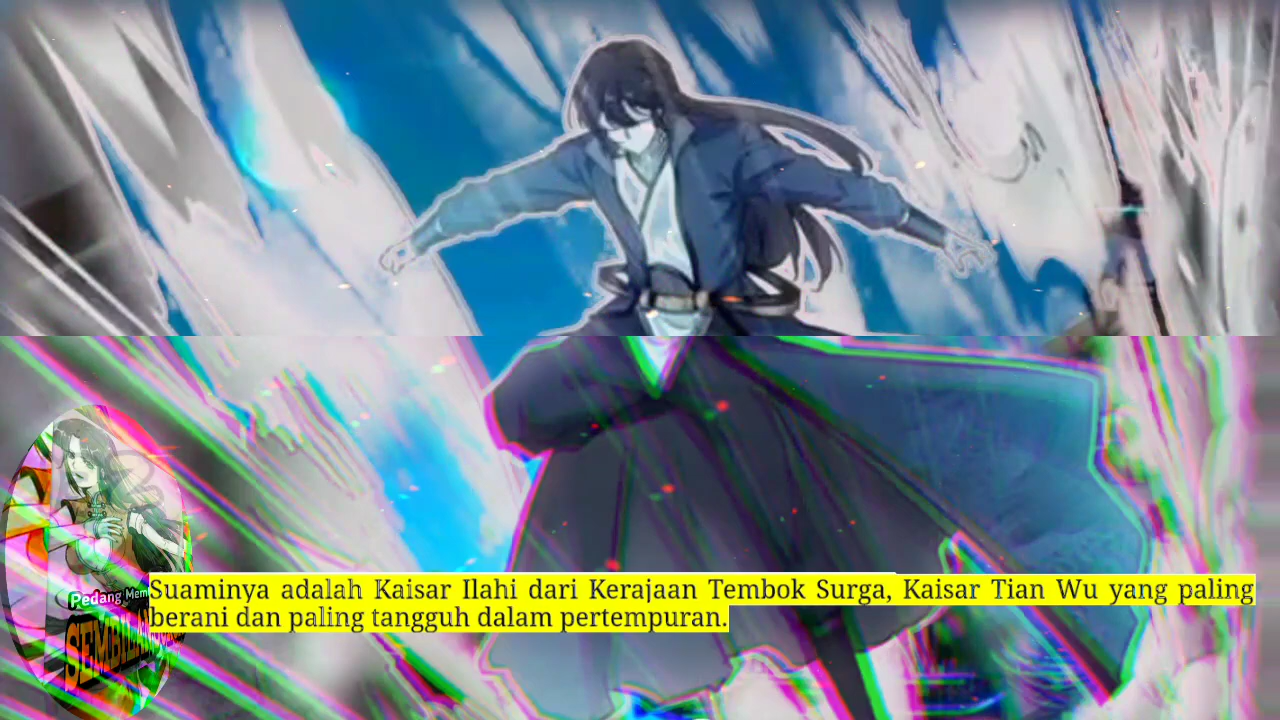 Suaminya adalah Kaisar Ilahi dari Kerajaan Tembok Surga, Kaisar Tian Wu yang paling
berani dan paling tangguh dalam pertempuran.
Pedang